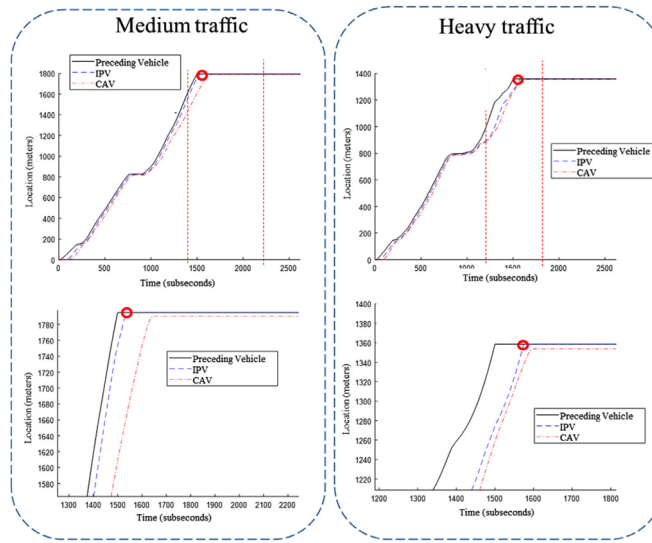 Medium traffic
1800
1600
1400
1200
1000
800
600
400
200
0
Location (meters)
Preceding Vehicle
IPV
CAV
0 500 1000 1500 2000 2500
Time (subseconds)
1780
1760
1740
1720
1700
1680
1660
1640
1620
1600
1580
Location (meters)
Preceding Vehicle
IPV
CAV
1300 1400 1500 1600 1700 1800 1900 2000 2100 2200
Time (subseconds)
Heavy traffic
1400
1200
1000
800
600
400
200
0
Location (meters)
Preceding Vehicle
IPV
CAV
0 500 1000 1500 2000 2500
Time (subseconds)
1400
1380
1360
1340
1320
1300
1280
1260
1240
1220
Location (meters)
Preceding Vehicle
IPV
CAV
1200 1300 1400 1500 1600 1700 1800
Time (subseconds)